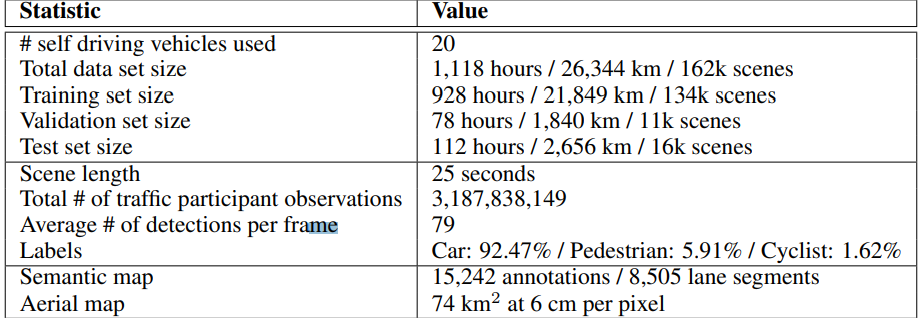 Statistic Value
# self driving vehicles used 20
Total data set size 1,118 hours / 26,344 km / 162k scenes
Training set size 928 hours / 21,849 km / 134k scenes
Validation set size 78 hours / 1,840 km / 11k scenes
Test set size 112 hours / 2,656 km / 16k scenes
Scene length 25 seconds
Total # of traffic participant observations 3,187,838,149
Average # of detections per frame 79
Labels Car: 92.47% / Pedestrian: 5.91% / Cyclist: 1.62%
Semantic map 15,242 annotations / 8,505 lane segments
Aerial map 74 km² at 6 cm per pixel